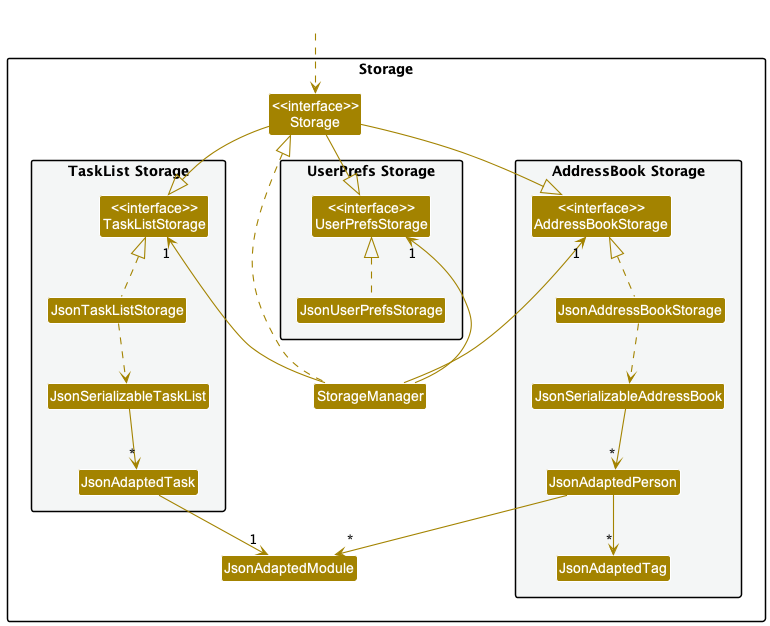 Storage
<<interface>>
Storage
TaskList Storage
UserPrefs Storage
AddressBook Storage
<<interface>>
TaskListStorage
<<interface>>
UserPrefsStorage
<<interface>>
AddressBookStorage
1
1
1
JsonTaskListStorage
JsonUserPrefsStorage
JsonAddressBookStorage
JsonSerializableTaskList
StorageManager
JsonSerializableAddressBook
*
*
JsonAdaptedTask
JsonAdaptedPerson
1
*
*
JsonAdaptedModule
JsonAdaptedTag